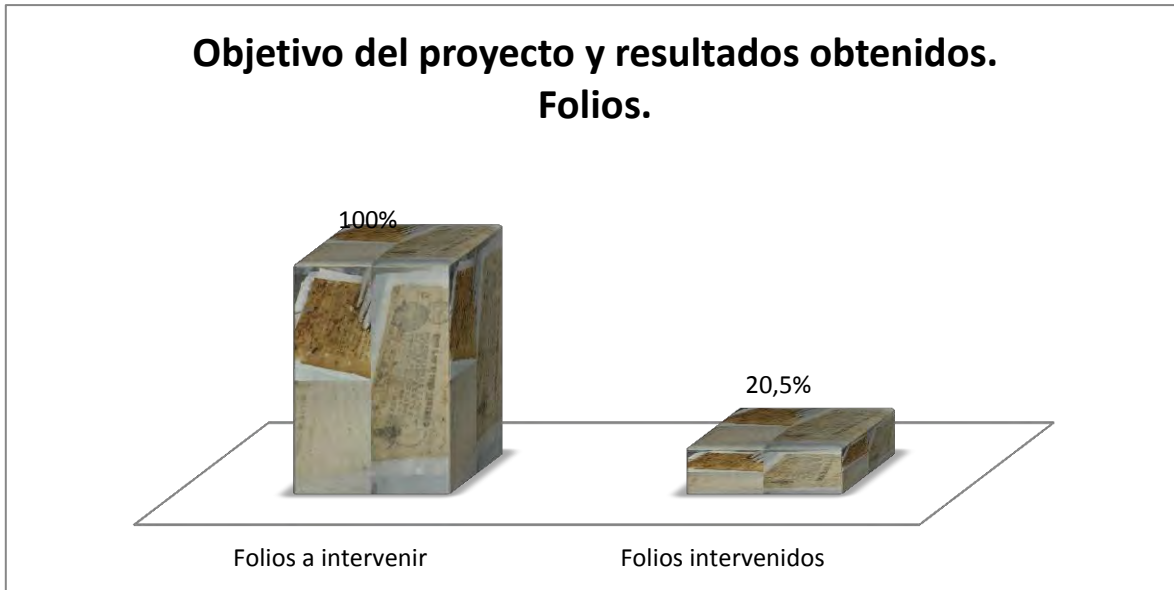 Objetivo del proyecto y resultados obtenidos.
Folios.
100%
20,5%
Folios a intervenir
Folios intervenidos